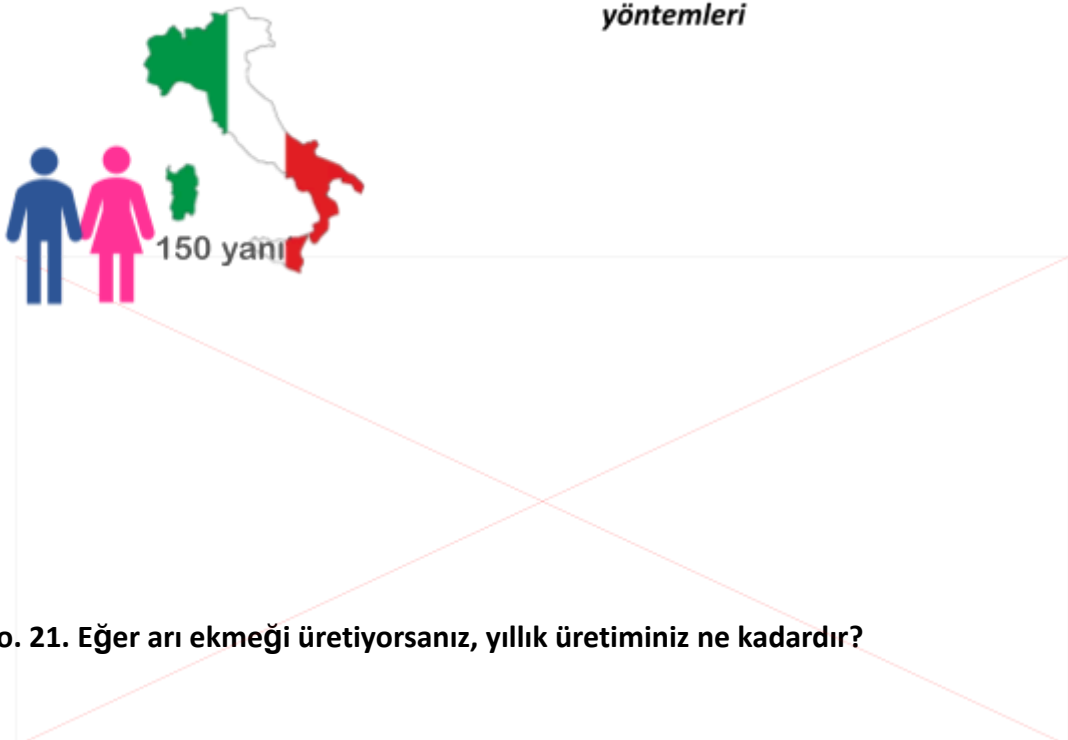 yöntemleri
150 yanı
o. 21. Eğer arı ekmeği üretiyorsanız, yıllık üretiminiz ne kadardır?